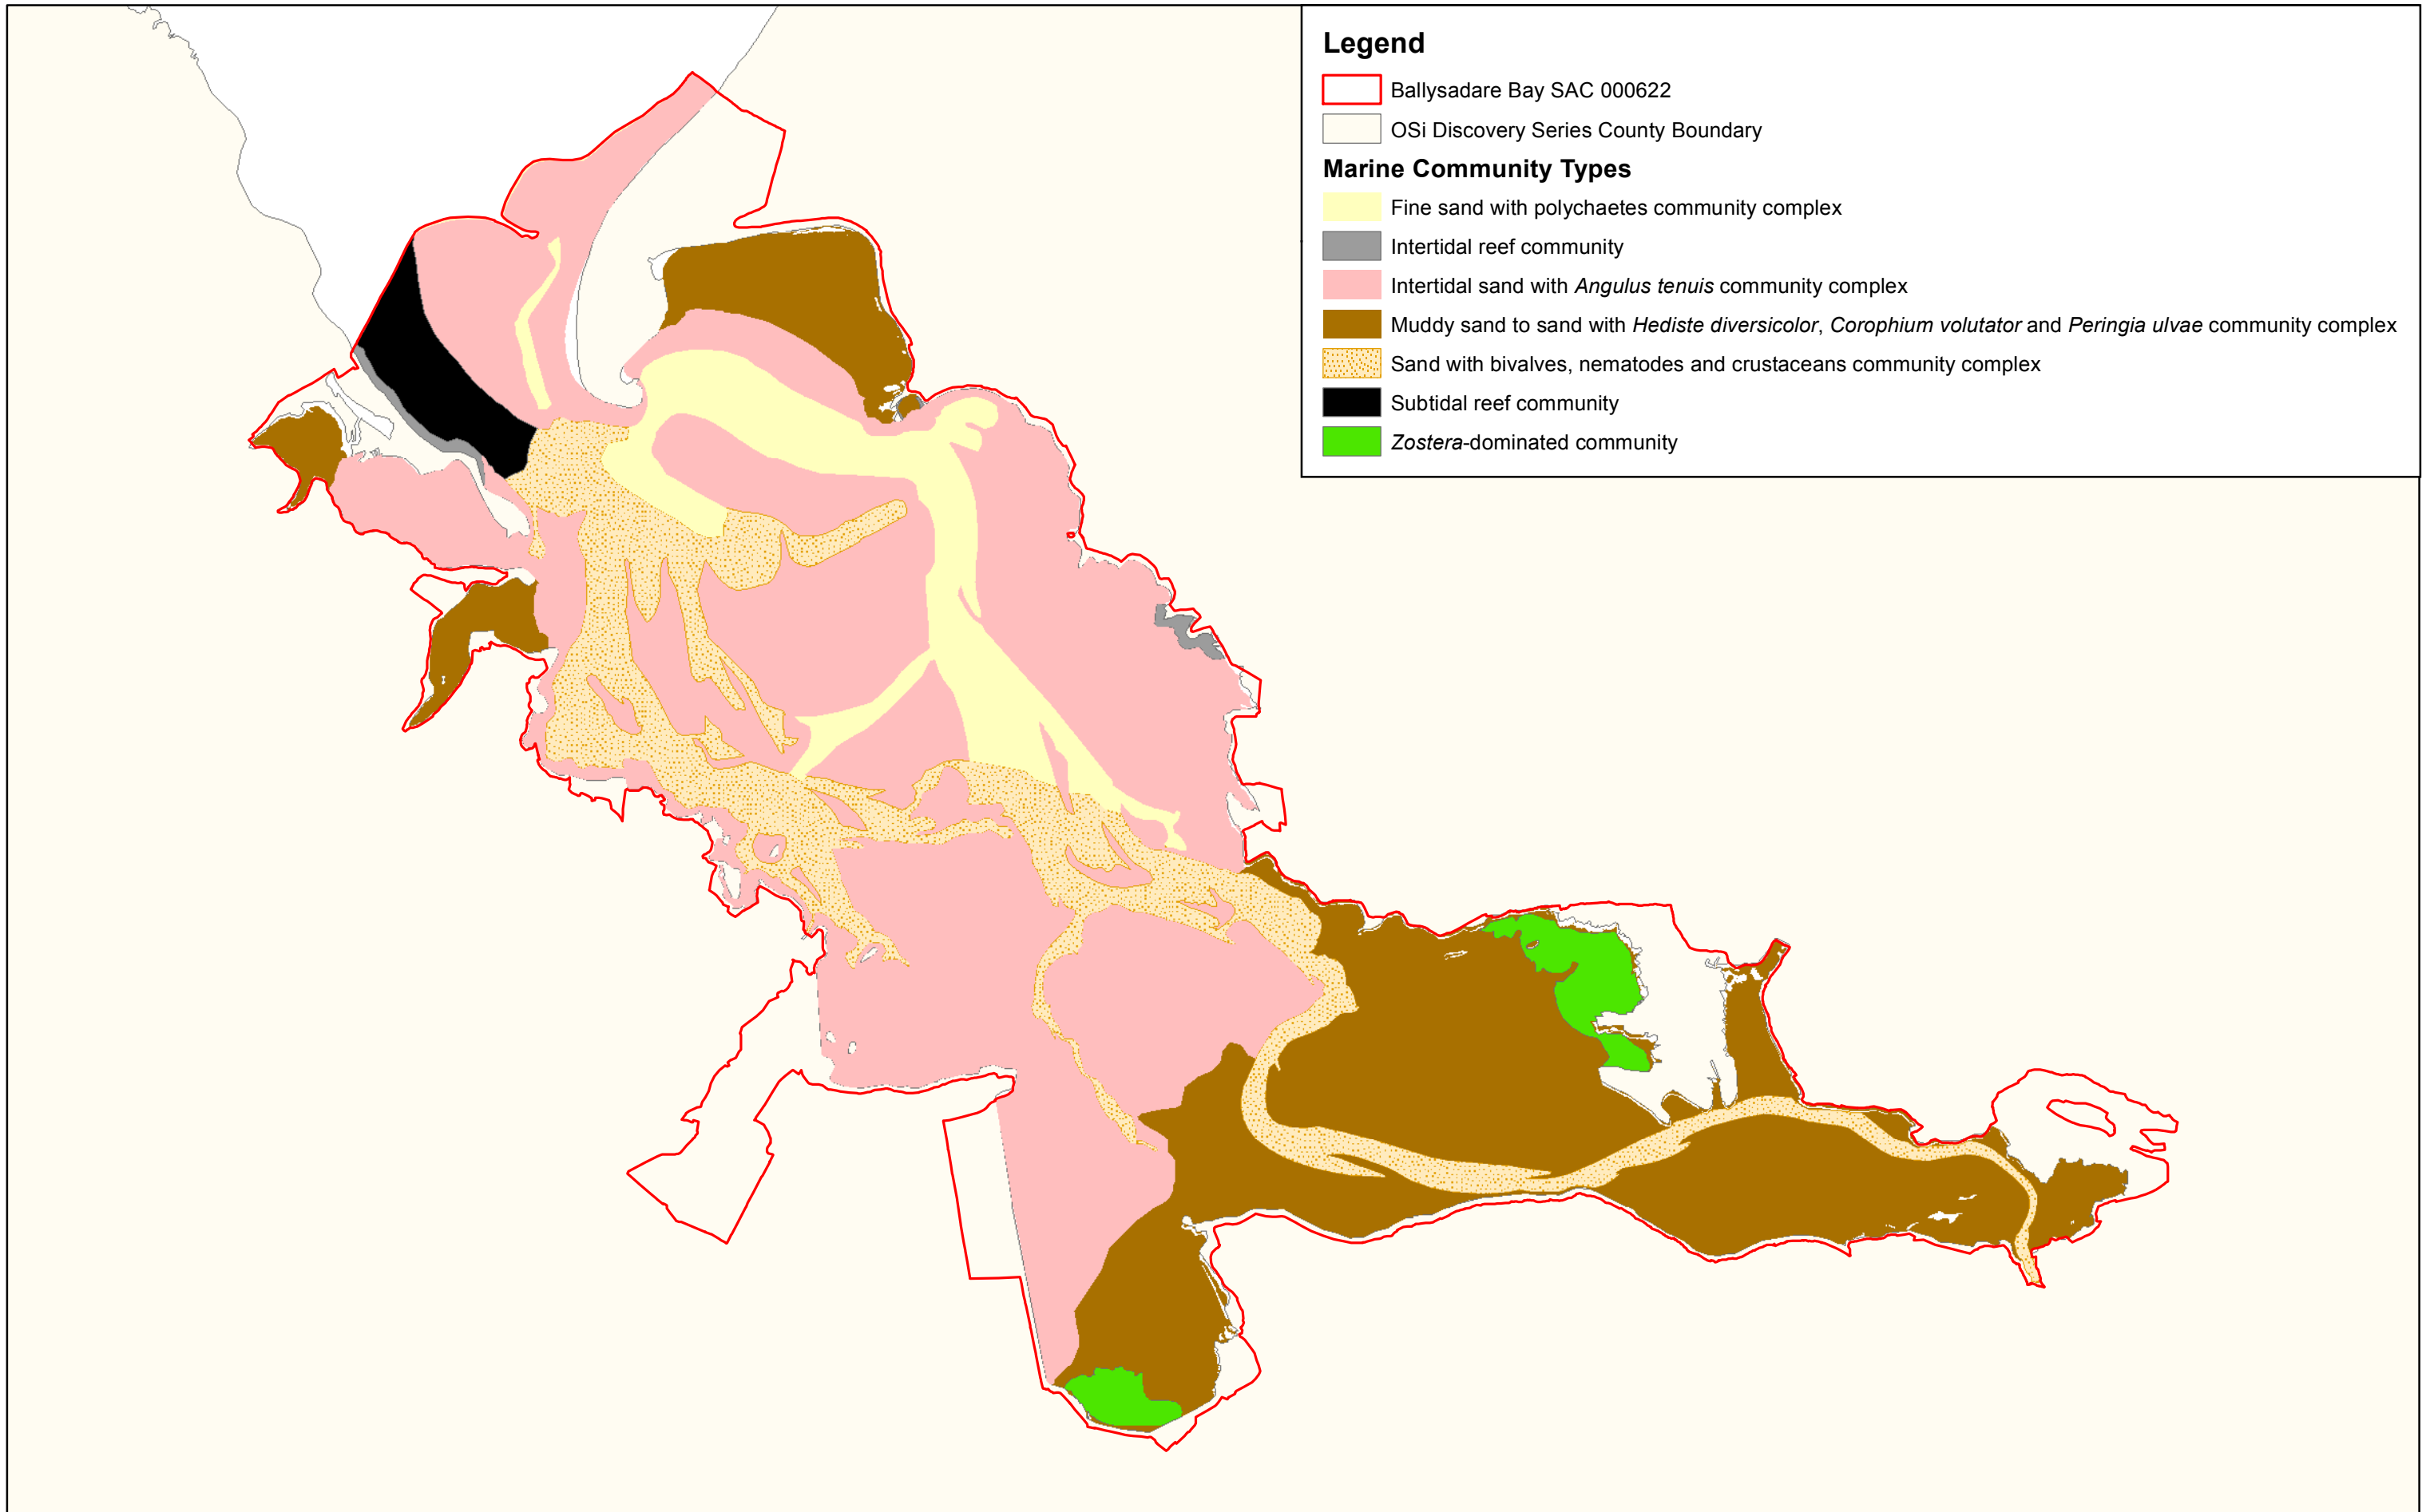 Legend
Ballysadare Bay SAC 000622
OSi Discovery Series County Boundary
Marine Community Types
Fine sand with polychaetes community complex
Intertidal reef community
Intertidal sand with Angulus tenuis community complex
Muddy sand to sand with Hediste diversicolor, Corophium volutator and Peringia ulvae community complex
Sand with bivalves, nematodes and crustaceans community complex
Subtidal reef community
Zostera-dominated community